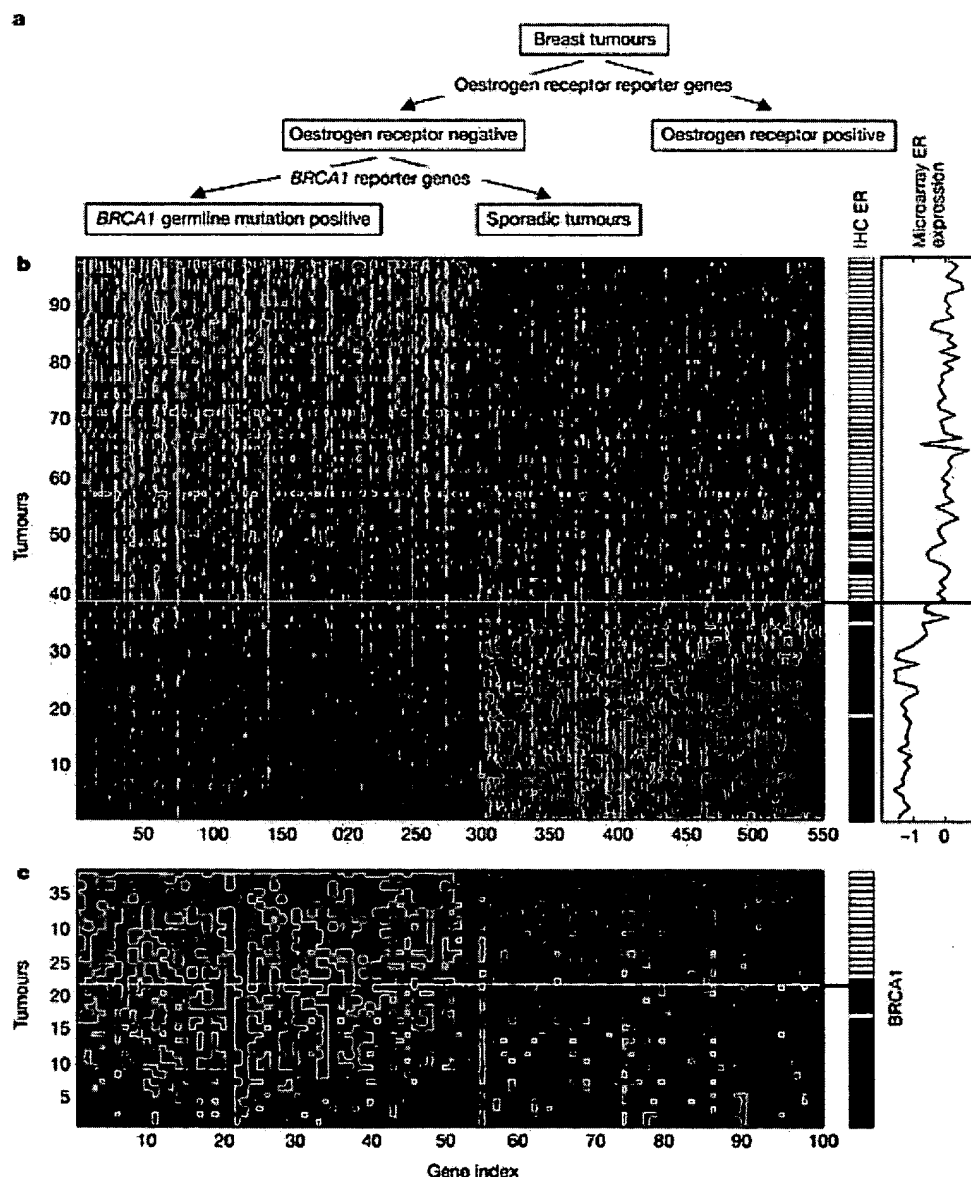 a
Breast tumours
Oestrogen receptor reporter genes
Oestrogen receptor negative
Oestrogen receptor positive
BRCA1 reporter genes
BRCA1 germline mutation positive
Sporadic tumours
IHC ER
Microarray ER
expression
b
90
80
70
60
50
40
30
20
10
Tumours
50 100 150 020 250 300 350 400 450 500 550
-1 0
c
35
10
25
20
15
10
5
Tumours
BRCA1
10 20 30 40 50 60 70 80 90 100
Gene index